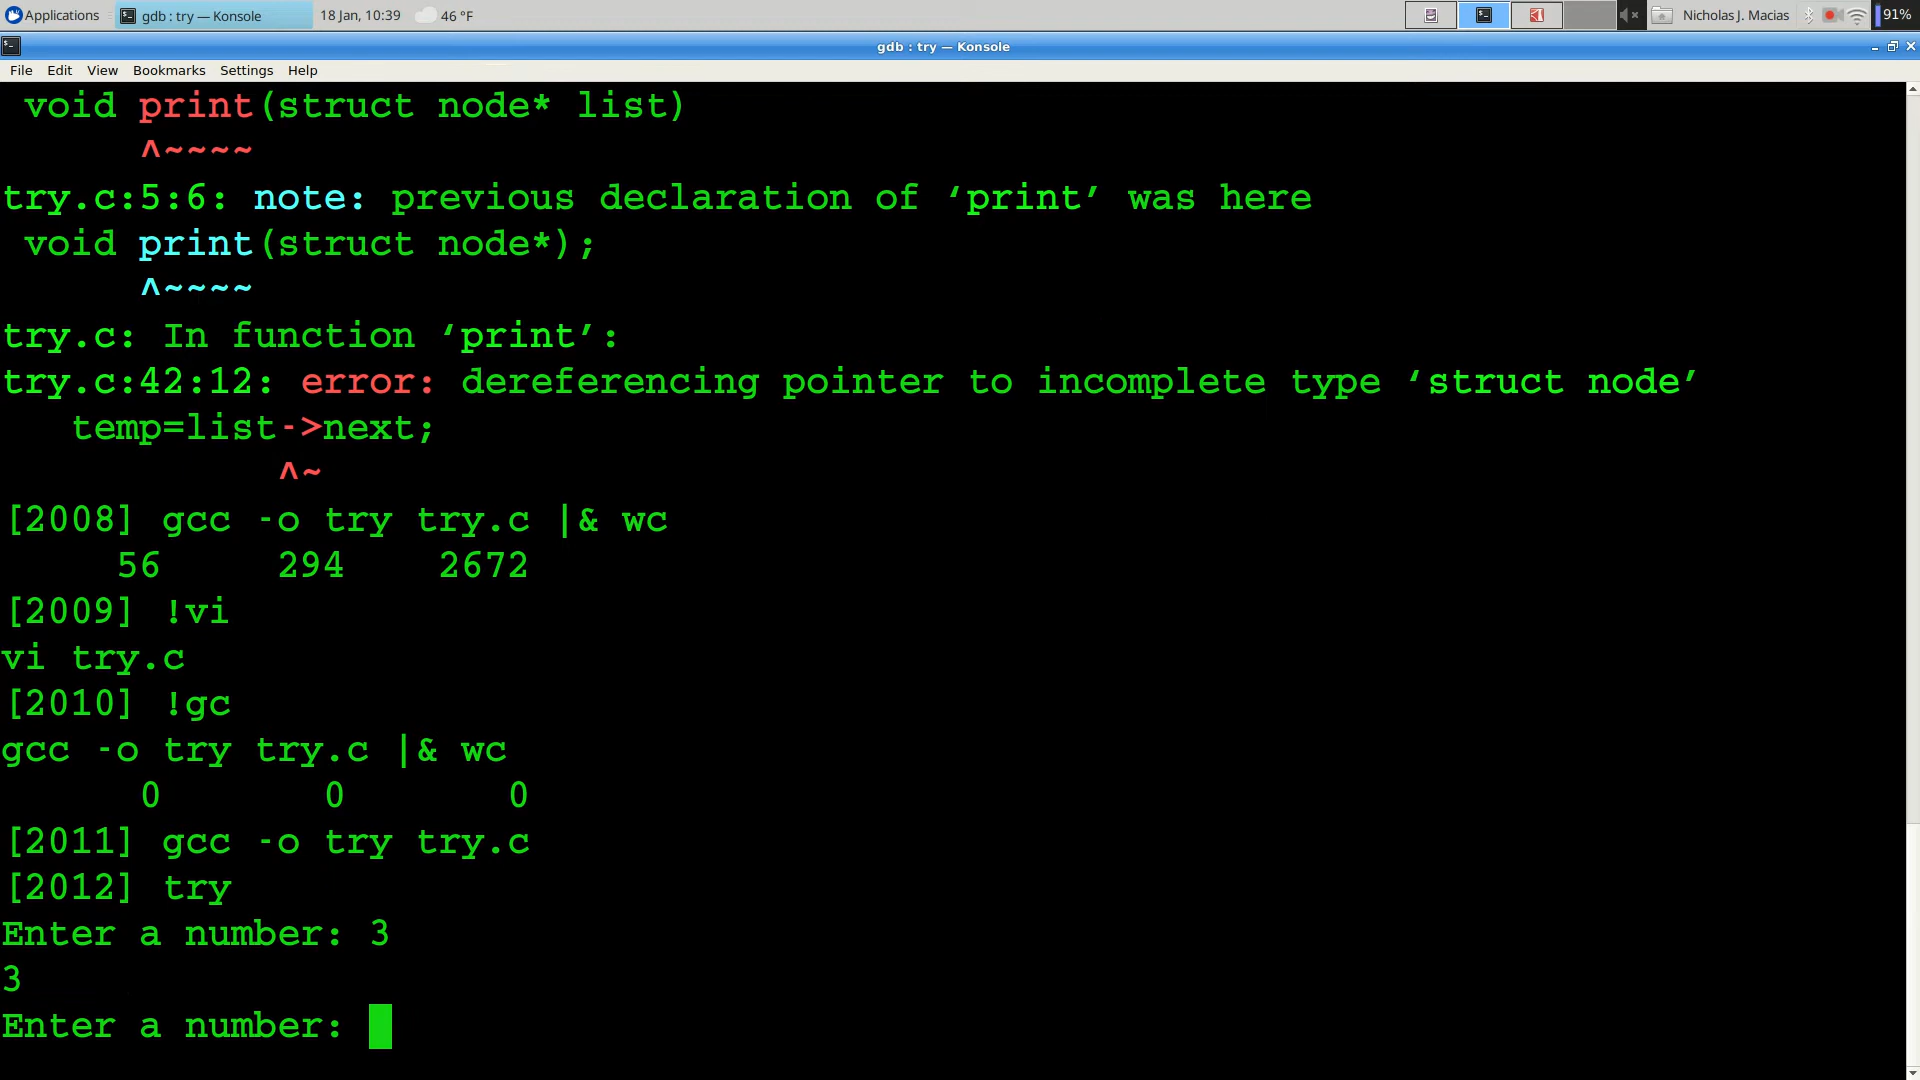 Applications gdb : try — Konsole 18 Jan, 10:39 46 °F Nicholas J. Macias 91%
gdb : try — Konsole
File Edit View Bookmarks Settings Help
void print(struct node* list)
^~~~~
try.c:5:6: note: previous declaration of ‘print’ was here
void print(struct node*);
^~~~~
try.c: In function ‘print’:
try.c:42:12: error: dereferencing pointer to incomplete type ‘struct node’
temp=list->next;
^~
[2008] gcc -o try try.c |& wc
56 294 2672
[2009] !vi
vi try.c
[2010] !gc
gcc -o try try.c |& wc
0 0 0
[2011] gcc -o try try.c
[2012] try
Enter a number: 3
3
Enter a number: